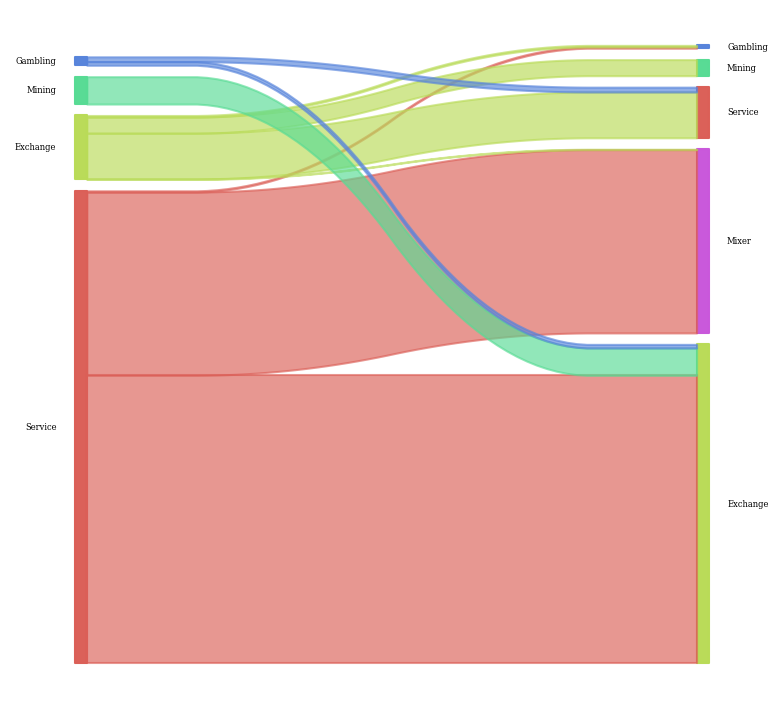 Gambling
Mining
Exchange
Service
Gambling
Mining
Service
Mixer
Exchange